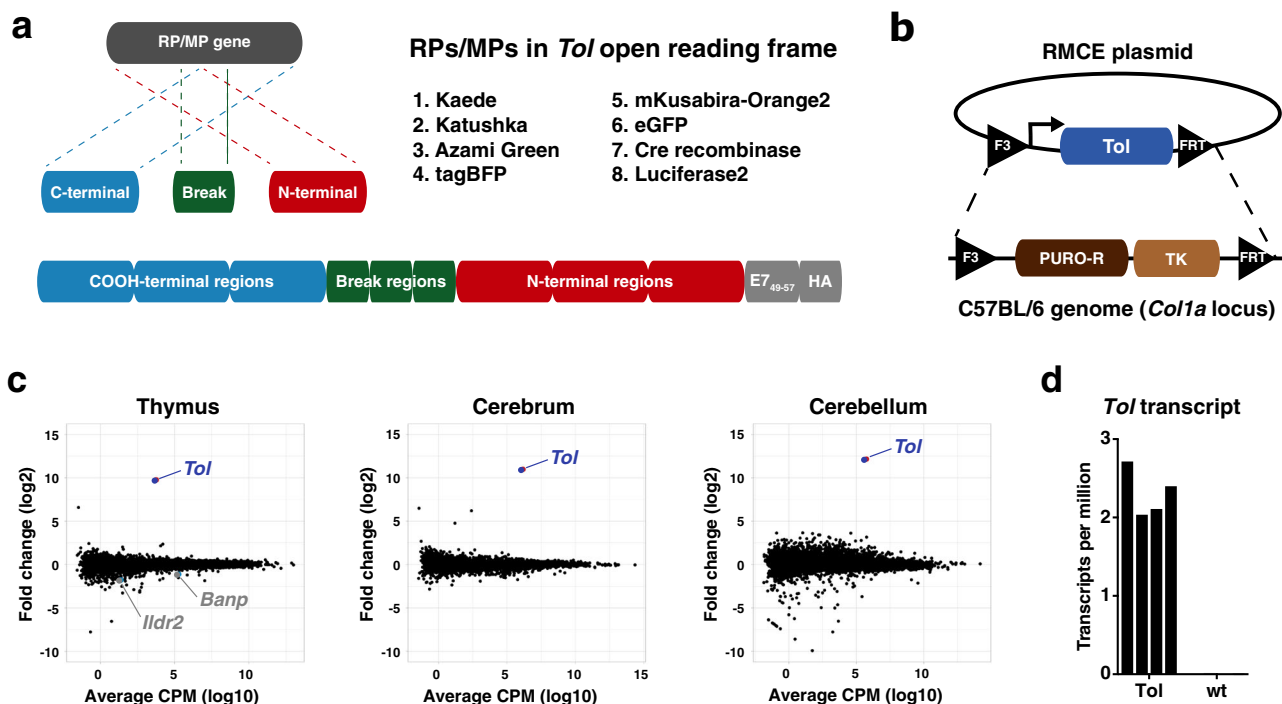 a
RP/MP gene
C-terminal
Break
N-terminal
RPs/MPs in Tol open reading frame
1. Kaede
2. Katushka
3. Azami Green
4. tagBFP
5. mKusabira-Orange2
6. eGFP
7. Cre recombinase
8. Luciferase2
COOH-terminal regions
Break regions
N-terminal regions
E7 49-57
HA
b
RMCE plasmid
F3
Tol
FRT
F3
PURO-R
TK
FRT
C57BL/6 genome (Col1a locus)
c
Thymus
Fold change (log2)
15
10
5
0
-5
-10
Tol
Banp
Ildr2
0 5 10
Average CPM (log10)
Cerebrum
Fold change (log2)
15
10
5
0
-5
-10
Tol
0 5 10 15
Average CPM (log10)
Cerebellum
Fold change (log2)
15
10
5
0
-5
-10
Tol
0 5 10
Average CPM (log10)
d
Tol transcript
Transcripts per million
3
2
1
0
Tol wt